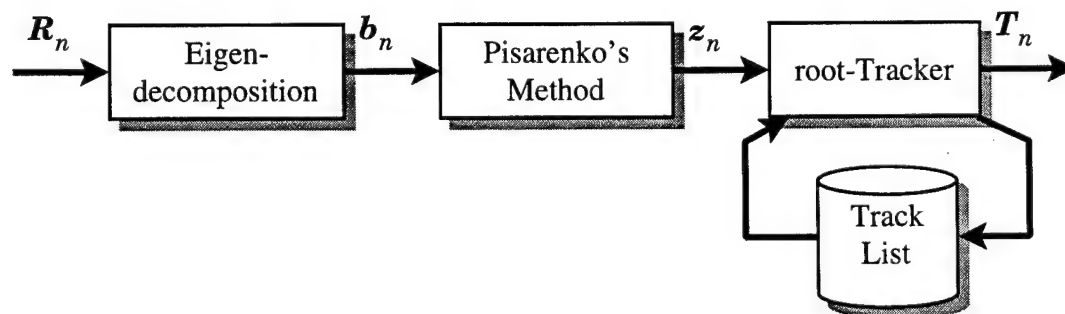 R_n
Eigen-
decomposition
b_n
Pisarenko's
Method
z_n
root-Tracker
T_n
Track
List